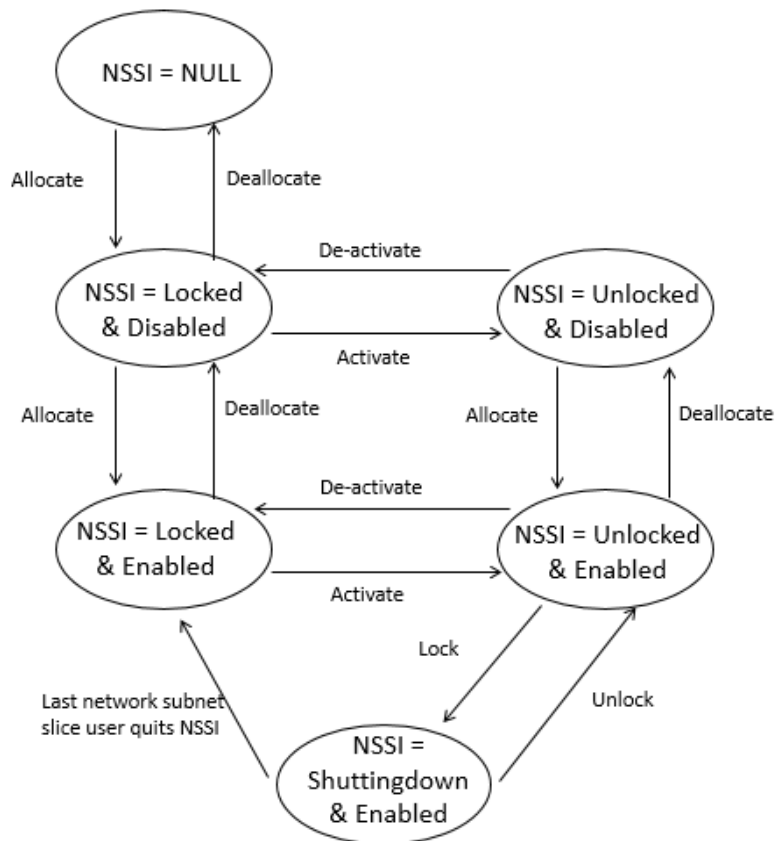 NSSI = NULL
Allocate
Deallocate
De-activate
NSSI = Locked
& Disabled
NSSI = Unlocked
& Disabled
Activate
Allocate
Deallocate
Allocate
Deallocate
De-activate
NSSI = Locked
& Enabled
NSSI = Unlocked
& Enabled
Activate
Lock
Last network subnet
slice user quits NSSI
Unlock
NSSI =
Shuttingdown
& Enabled